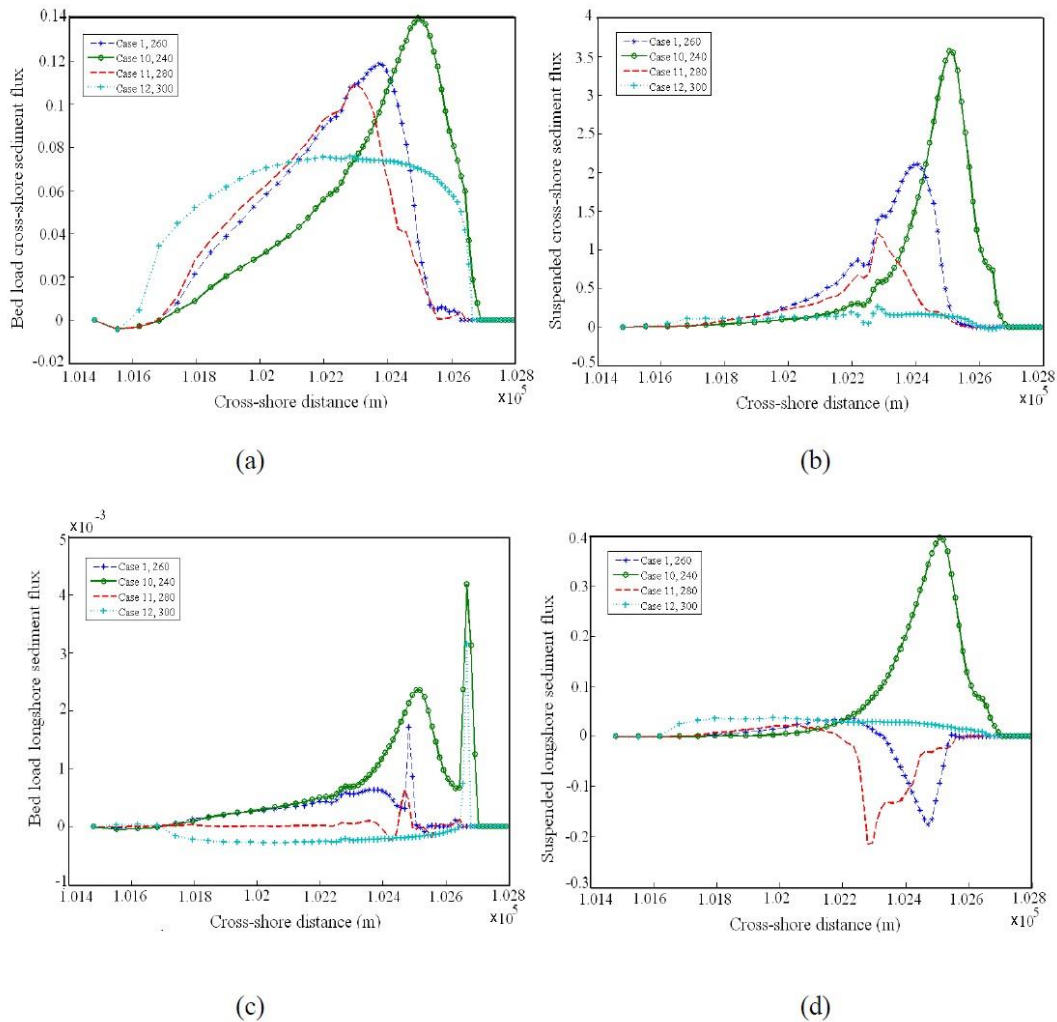 0.14
0.12
0.10
0.08
0.06
0.04
0.02
0
-0.02
Bed load cross-shore sediment flux
Case 1, 260
Case 10, 240
Case 11, 280
Case 12, 300
1.014 1.016 1.018 1.02 1.022 1.024 1.026 1.028
Cross-shore distance (m)
x10^5
(a)
4
3
2.5
2
1.5
1
0.5
0
-0.5
Suspended cross-shore sediment flux
Case 1, 260
Case 10, 240
Case 11, 280
Case 12, 300
1.014 1.016 1.018 1.02 1.022 1.024 1.026 1.028
Cross-shore distance (m)
x10^5
(b)
x10^-3
5
4
3
2
1
0
-1
Bed load longshore sediment flux
Case 1, 260
Case 10, 240
Case 11, 280
Case 12, 300
1.014 1.016 1.018 1.02 1.022 1.024 1.026 1.028
Cross-shore distance (m)
x10^5
(c)
0.4
0.3
0.2
0.1
0
-0.1
-0.2
-0.3
Suspended longshore sediment flux
Case 1, 260
Case 10, 240
Case 11, 280
Case 12, 300
1.014 1.016 1.018 1.02 1.022 1.024 1.026 1.028
Cross-shore distance (m)
x10^5
(d)